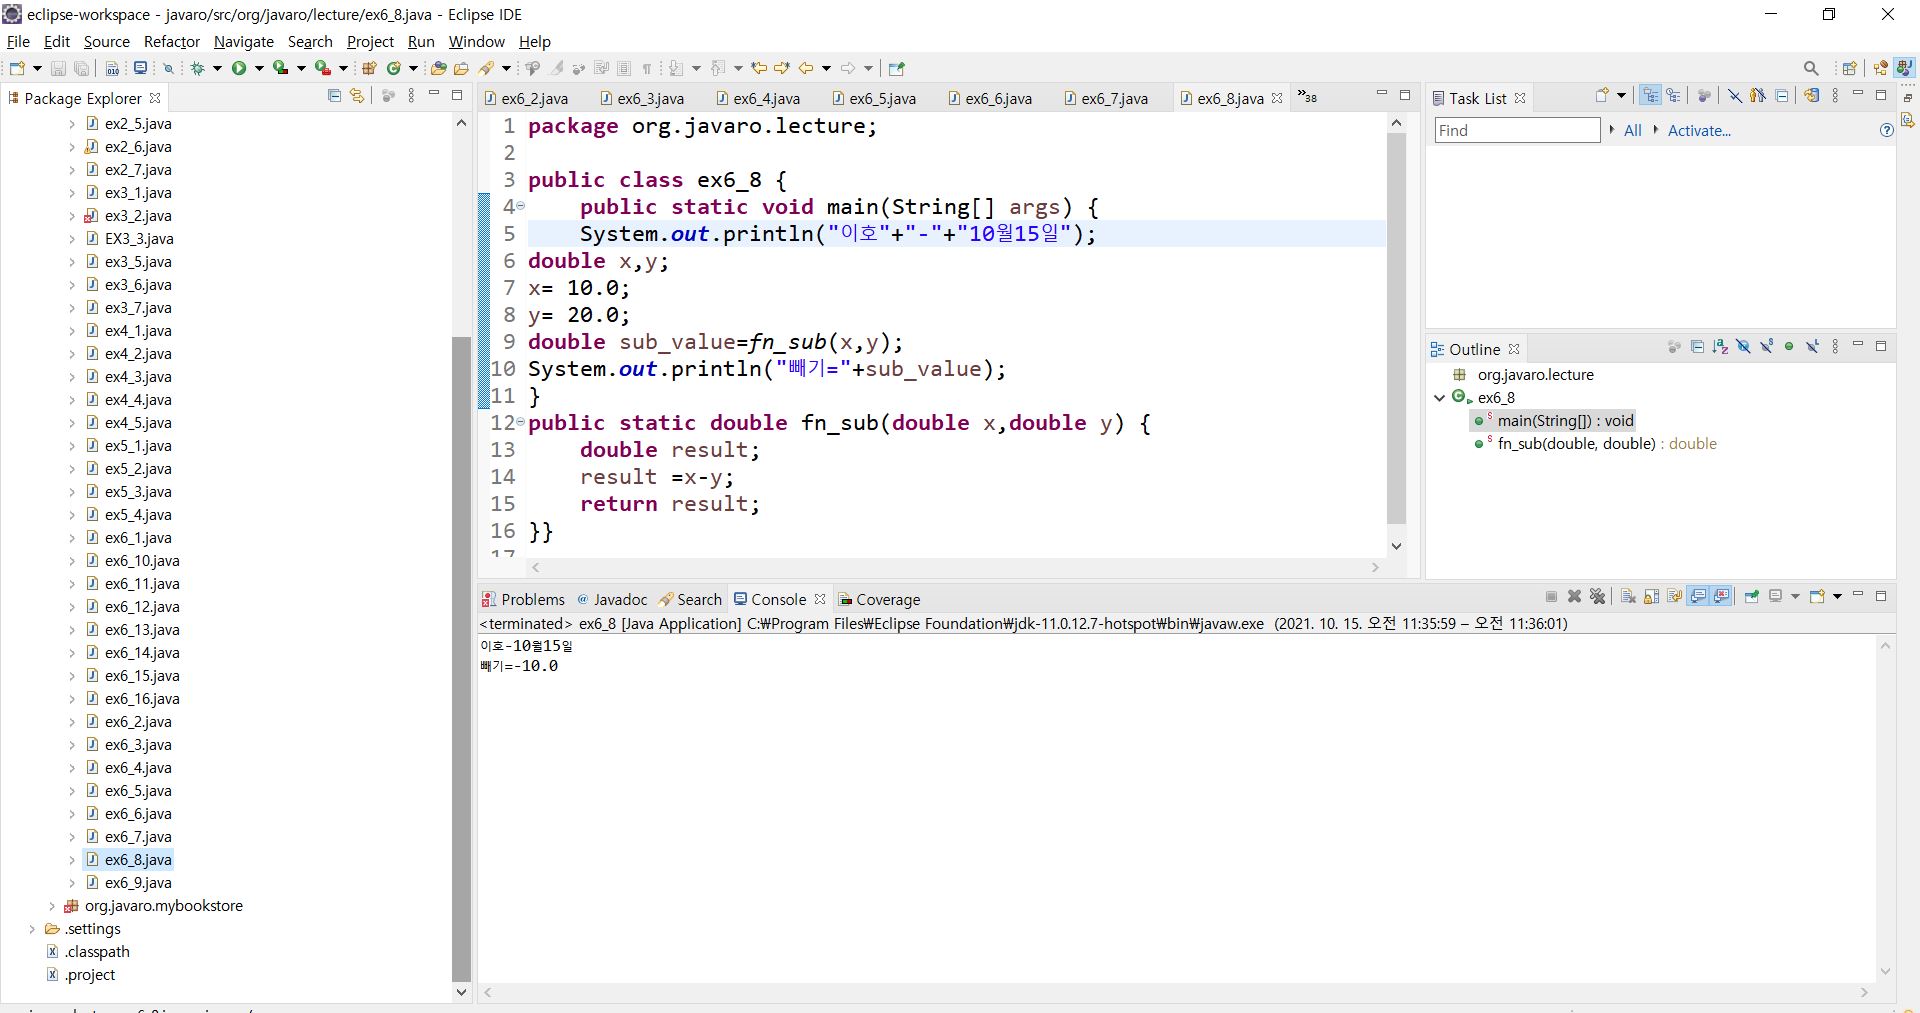 eclipse-workspace - javaro/src/org/javaro/lecture/ex6_8.java - Eclipse IDE
File Edit Source Refactor Navigate Search Project Run Window Help
Package Explorer
ex2_5.java
ex2_6.java
ex2_7.java
ex3_1.java
ex3_2.java
EX3_3.java
ex3_5.java
ex3_6.java
ex3_7.java
ex4_1.java
ex4_2.java
ex4_3.java
ex4_4.java
ex4_5.java
ex5_1.java
ex5_2.java
ex5_3.java
ex5_4.java
ex6_1.java
ex6_10.java
ex6_11.java
ex6_12.java
ex6_13.java
ex6_14.java
ex6_15.java
ex6_16.java
ex6_2.java
ex6_3.java
ex6_4.java
ex6_5.java
ex6_6.java
ex6_7.java
ex6_8.java
ex6_9.java
org.javaro.mybookstore
.settings
.classpath
.project
ex6_2.java ex6_3.java ex6_4.java ex6_5.java ex6_6.java ex6_7.java ex6_8.java »38
1 package org.javaro.lecture;
2
3 public class ex6_8 {
4 public static void main(String[] args) {
5 System.out.println("이호"+"-"+"10월15일");
6 double x,y;
7 x= 10.0;
8 y= 20.0;
9 double sub_value=fn_sub(x,y);
10 System.out.println("빼기="+sub_value);
11 }
12 public static double fn_sub(double x,double y) {
13 double result;
14 result =x-y;
15 return result;
16 }}
17
Task List
Find All Activate...
Outline
org.javaro.lecture
ex6_8
main(String[]) : void
fn_sub(double, double) : double
Problems @ Javadoc Search Console Coverage
<terminated> ex6_8 [Java Application] C:₩Program Files₩Eclipse Foundation₩jdk-11.0.12.7-hotspot₩bin₩javaw.exe (2021. 10. 15. 오전 11:35:59 – 오전 11:36:01)
이호-10월15일
빼기=-10.0